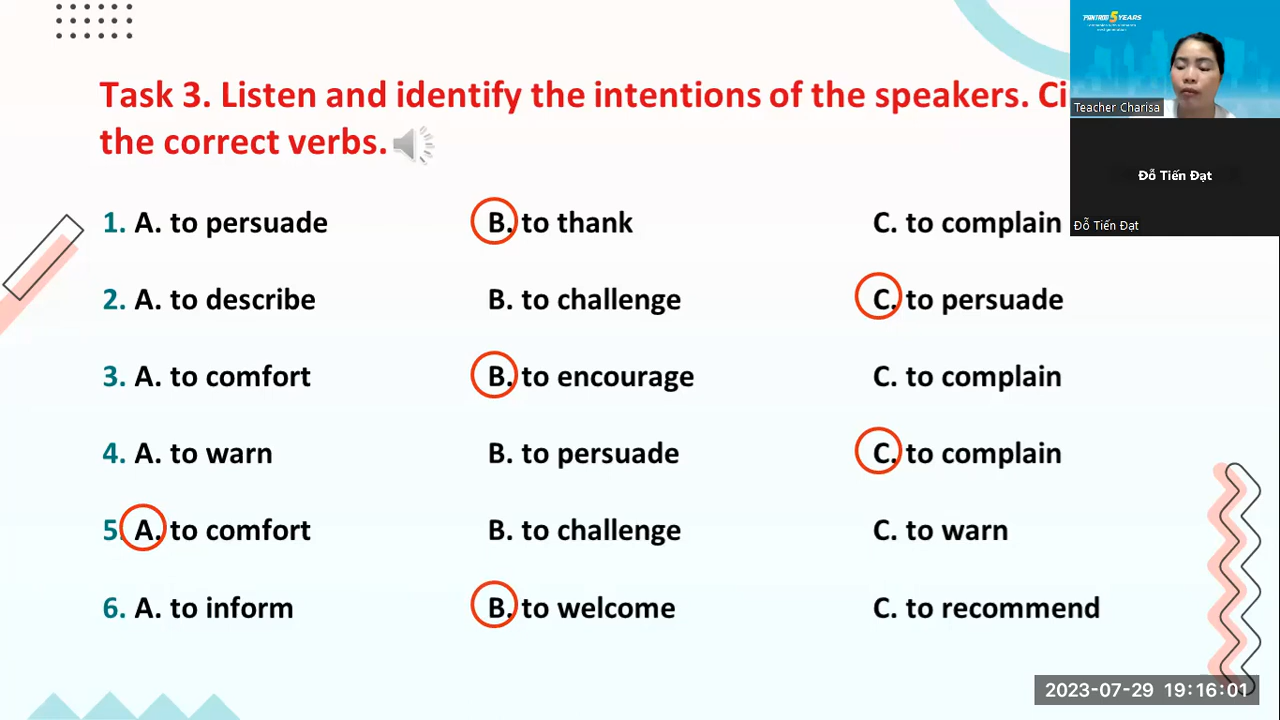 PANTADO 5 YEARS
Task 3. Listen and identify the intentions of the speakers. Ci
the correct verbs.
Teacher Charisa
Đỗ Tiến Đạt
Đỗ Tiến Đạt
1. A. to persuade B. to thank C. to complain
2. A. to describe B. to challenge C. to persuade
3. A. to comfort B. to encourage C. to complain
4. A. to warn B. to persuade C. to complain
5. A. to comfort B. to challenge C. to warn
6. A. to inform B. to welcome C. to recommend
2023-07-29 19:16:01